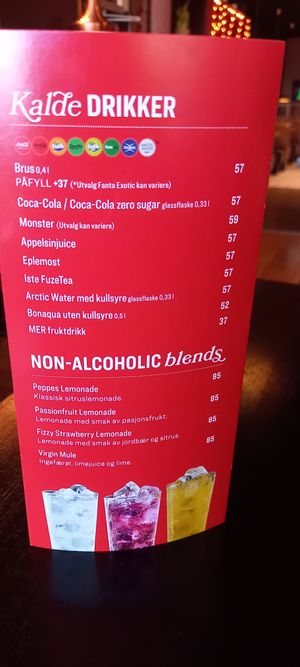 Kalde DRIKKER
Brus 0,4 l 57
PÅFYLL +37 (*Utvalg Fanta Exotic kan variere)
Coca-Cola / Coca-Cola zero sugar glassflaske 0,33 l 57
Monster (Utvalg kan variere) 59
Appelsinjuice 57
Eplemost 57
Iste FuzeTea 57
Arctic Water med kullsyre glassflaske 0,33 l 57
Bonaqua uten kullsyre 0,5 l 52
MER fruktdrikk 37
NON-ALCOHOLIC blends
Peppes Lemonade 85
Klassisk sitruslemonade.
Passionfruit Lemonade 85
Lemonade med smak av pasjonsfrukt.
Fizzy Strawberry Lemonade 85
Lemonade med smak av jordbær og sitrus.
Virgin Mule 85
Ingefærøl, limejuice og lime.